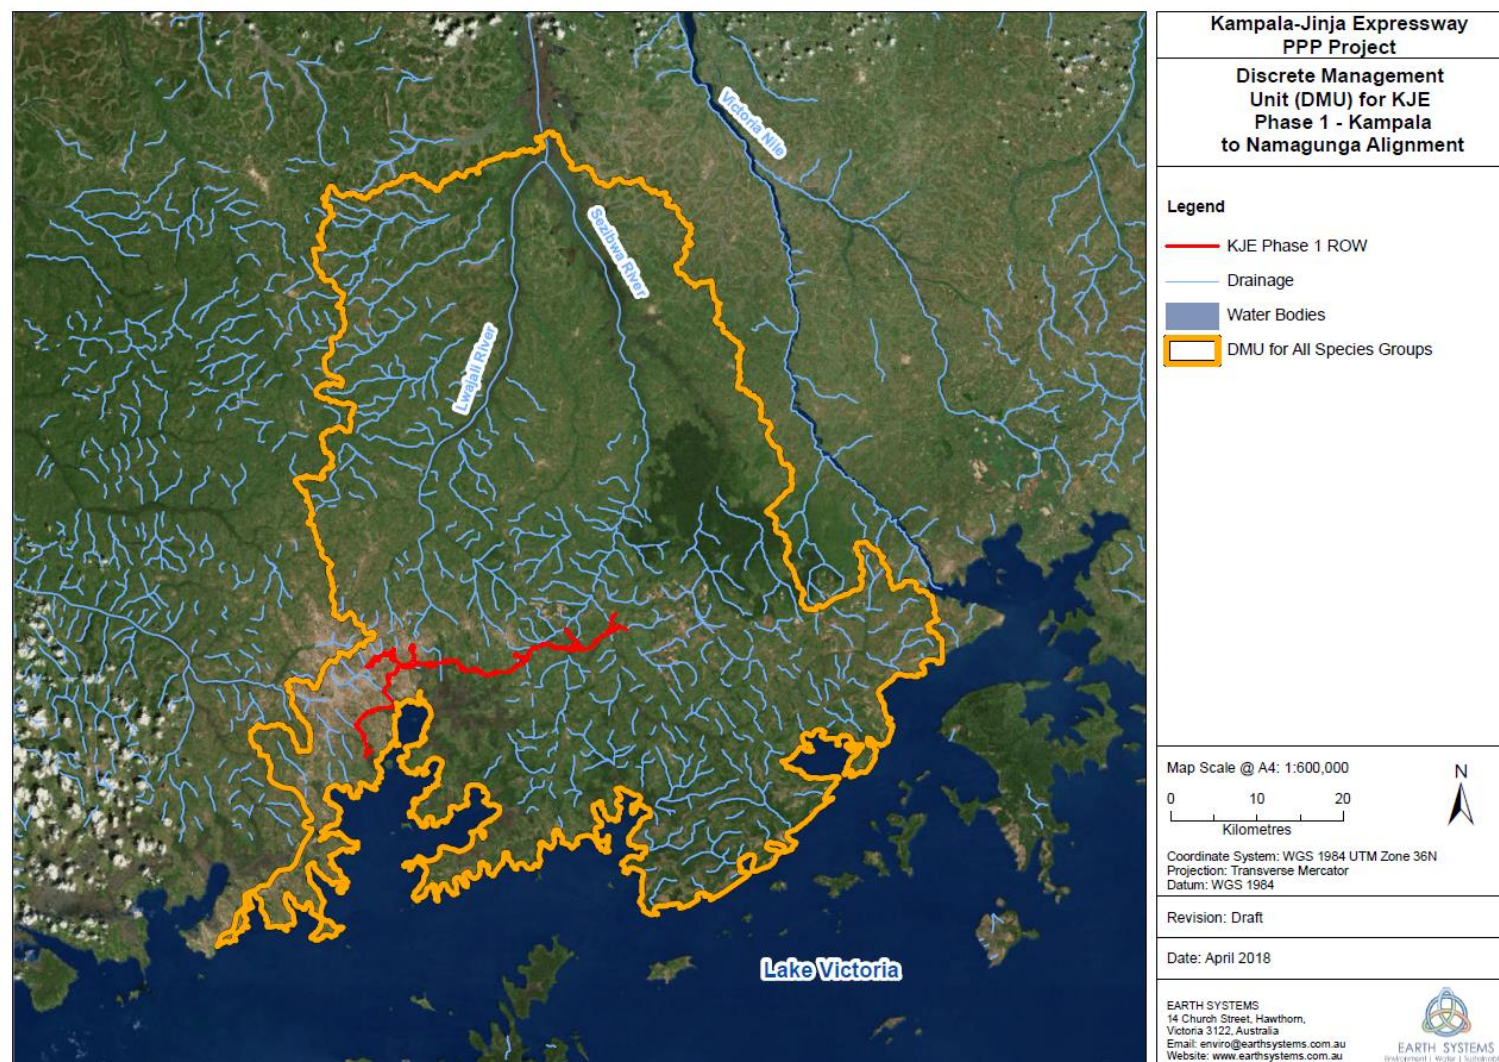 Kampala-Jinja Expressway
PPP Project
Discrete Management
Unit (DMU) for KJE
Phase 1 - Kampala
to Namagunga Alignment
Victoria Nile
Sezibwa River
Lwajali River
Lake Victoria
Legend
KJE Phase 1 ROW
Drainage
Water Bodies
DMU for All Species Groups
Map Scale @ A4: 1:600,000
0 10 20
Kilometres
N
Coordinate System: WGS 1984 UTM Zone 36N
Projection: Transverse Mercator
Datum: WGS 1984
Revision: Draft
Date: April 2018
EARTH SYSTEMS
14 Church Street, Hawthorn,
Victoria 3122, Australia
Email: enviro@earthsystems.com.au
Website: www.earthsystems.com.au
EARTH SYSTEMS
Environment | Water |